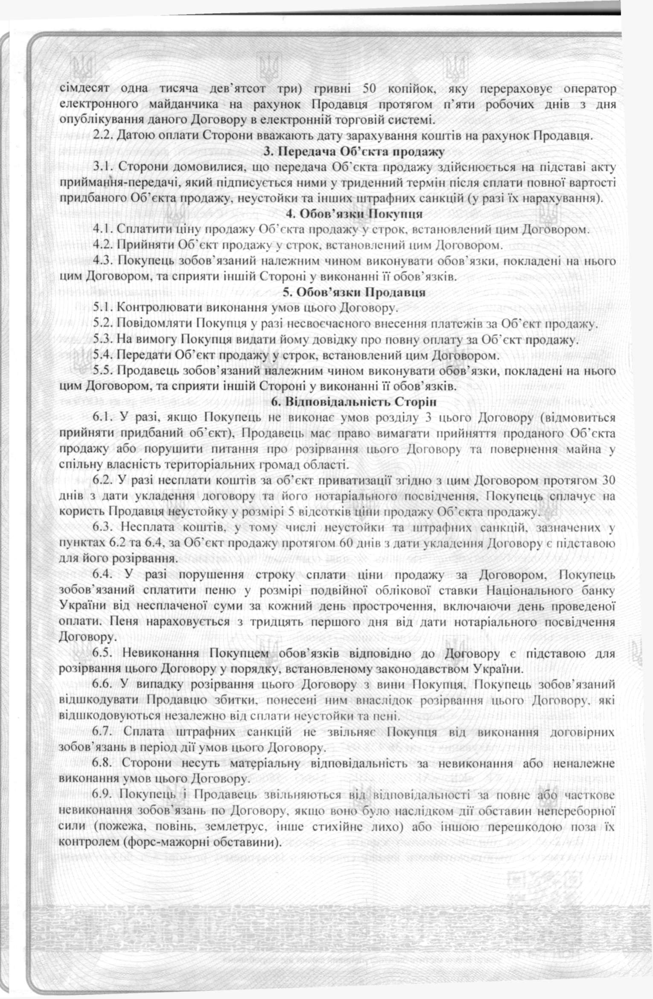 сімдесят одна тисяча дев'ятсот три) гривні 50 копійок, яку перераховує оператор
електронного майданчика на рахунок Продавця протягом п'яти робочих днів з дня
опублікування даного Договору в електронній торговій системі.
2.2. Датою оплати Сторони вважають дату зарахування коштів на рахунок Продавця.
3. Передача Об'єкта продажу
3.1. Сторони домовилися, що передача Об'єкта продажу здійснюється на підставі акту
приймання-передачі, який підписується ними у триденний термін після сплати повної вартості
придбаного Об'єкта продажу, неустойки та інших штрафних санкцій (у разі їх нарахування).
4. Обов'язки Покупця
4.1. Сплатити ціну продажу Об'єкта продажу у строк, встановлений цим Договором.
4.2. Прийняти Об'єкт продажу у строк, встановлений цим Договором.
4.3. Покупець зобов'язаний належним чином виконувати обов'язки, покладені на нього
цим Договором, та сприяти іншій Стороні у виконанні її обов'язків.
5. Обов'язки Продавця
5.1. Контролювати виконання умов цього Договору.
5.2. Повідомляти Покупця у разі несвоєчасного внесення платежів за Об'єкт продажу.
5.3. На вимогу Покупця видати йому довідку про повну оплату за Об'єкт продажу.
5.4. Передати Об'єкт продажу у строк, встановлений цим Договором.
5.5. Продавець зобов'язаний належним чином виконувати обов'язки, покладені на нього
цим Договором, та сприяти іншій Стороні у виконанні її обов'язків.
6. Відповідальність Сторін
6.1. У разі, якщо Покупець не виконає умов розділу 3 цього Договору (відмовиться
прийняти придбаний об'єкт), Продавець має право вимагати прийняття проданого Об'єкта
продажу або порушити питання про розірвання цього Договору та повернення майна у
спільну власність територіальних громад області.
6.2. У разі несплати коштів за об'єкт приватизації згідно з цим Договором протягом 30
днів з дати укладення договору та його нотаріального посвідчення, Покупець сплачує на
користь Продавця неустойку у розмірі 5 відсотків ціни продажу Об'єкта продажу.
6.3. Несплата коштів, у тому числі неустойки та штрафних санкцій, зазначених у
пунктах 6.2 та 6.4, за Об'єкт продажу протягом 60 днів з дати укладення Договору є підставою
для його розірвання.
6.4. У разі порушення строку сплати ціни продажу за Договором, Покупець
зобов'язаний сплатити пеню у розмірі подвійної облікової ставки Національного банку
України від несплаченої суми за кожний день прострочення, включаючи день проведеної
оплати. Пеня нараховується з тридцять першого дня від дати нотаріального посвідчення
Договору.
6.5. Невиконання Покупцем обов'язків відповідно до Договору є підставою для
розірвання цього Договору у порядку, встановленому законодавством України.
6.6. У випадку розірвання цього Договору з вини Покупця, Покупець зобов'язаний
відшкодувати Продавцю збитки, понесені ним внаслідок розірвання цього Договору, які
відшкодовуються незалежно від сплати неустойки та пені.
6.7. Сплата штрафних санкцій не звільняє Покупця від виконання договірних
зобов'язань в період дії умов цього Договору.
6.8. Сторони несуть матеріальну відповідальність за невиконання або неналежне
виконання умов цього Договору.
6.9. Покупець і Продавець звільняються від відповідальності за повне або часткове
невиконання зобов'язань по Договору, якщо воно було наслідком дії обставин непереборної
сили (пожежа, повінь, землетрус, інше стихійне лихо) або іншою перешкодою поза їх
контролем (форс-мажорні обставини).